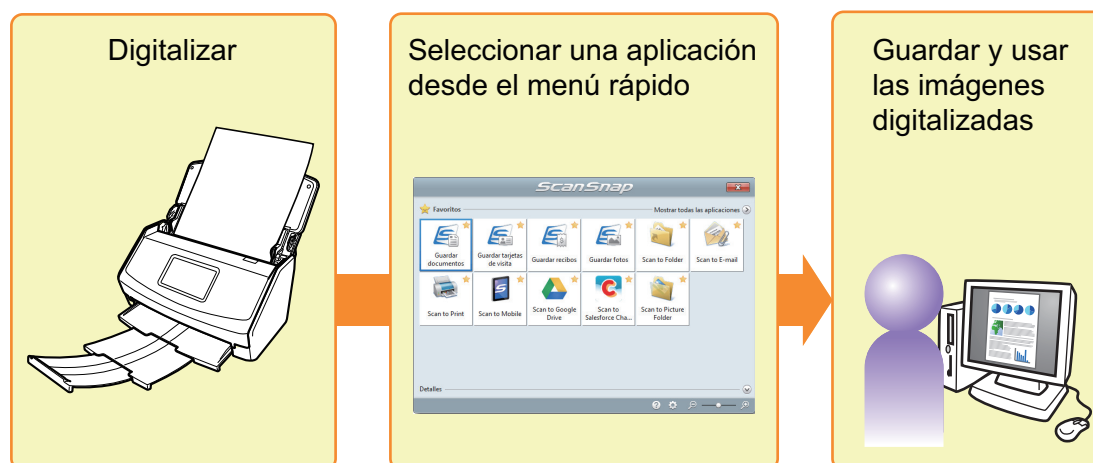 Digitalizar
Seleccionar una aplicación
desde el menú rápido
Guardar y usar
las imágenes
digitalizadas
ScanSnap
Favoritos
Mostrar todas las aplicaciones
Guardar
documentos
Guardar tarjetas
de visita
Guardar recibos
Guardar fotos
Scan to Folder
Scan to E-mail
Scan to Print
Scan to Mobile
Scan to Google
Drive
Scan to
Salesforce Cha...
Scan to Picture
Folder
Detalles